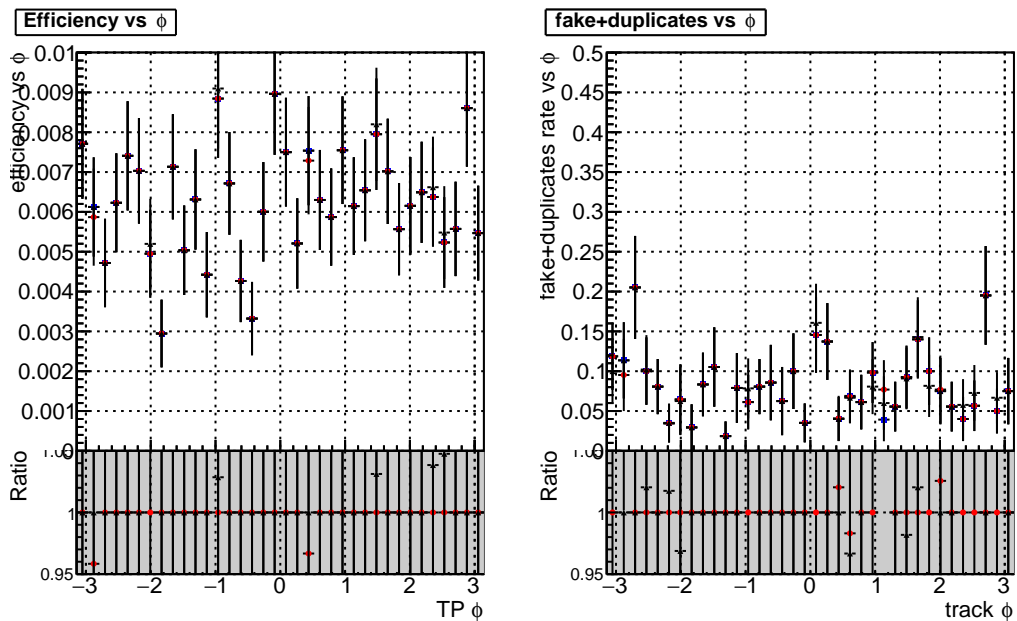 Efficiency vs ϕ
efficiency vs ϕ
0.01
0.009
0.008
0.007
0.006
0.005
0.004
0.003
0.002
0.001
Ratio
1
0.95
−3 −2 −1 0 1 2 3
TP ϕ
fake+duplicates vs ϕ
fake+duplicates rate vs ϕ
0.5
0.45
0.4
0.35
0.3
0.25
0.2
0.15
0.1
0.05
Ratio
1
0.95
−3 −2 −1 0 1 2 3
track ϕ